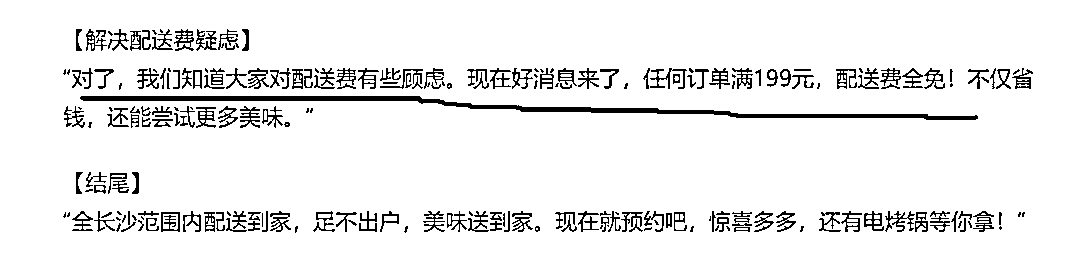 【解决配送费疑虑】
“对了，我们知道大家对配送费有些顾虑。现在好消息来了，任何订单满199元，配送费全免！不仅省
钱，还能尝试更多美味。”
【结尾】
“全长沙范围内配送到家，足不出户，美味送到家。现在就预约吧，惊喜多多，还有电烤锅等你拿！”